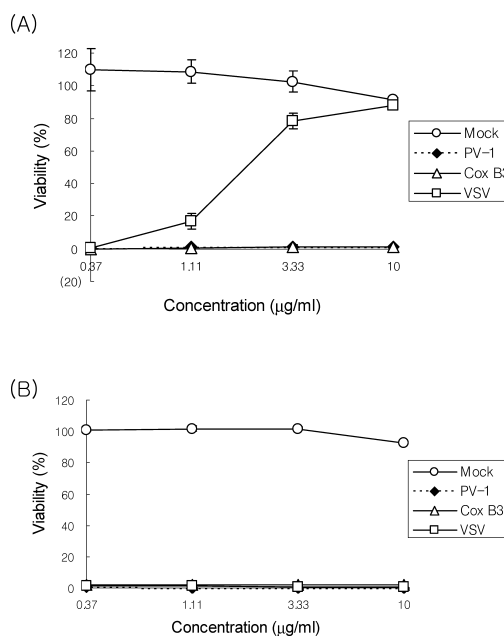 (A)
120
100
80
60
40
20
0
(20)
Viability (%)
0.37 1.11 3.33 10
Concentration (μg/ml)
Mock
PV-1
Cox B3
VSV
(B)
120
100
80
60
40
20
0
Viability (%)
0.37 1.11 3.33 10
Concentration (μg/ml)
Mock
PV-1
Cox B3
VSV